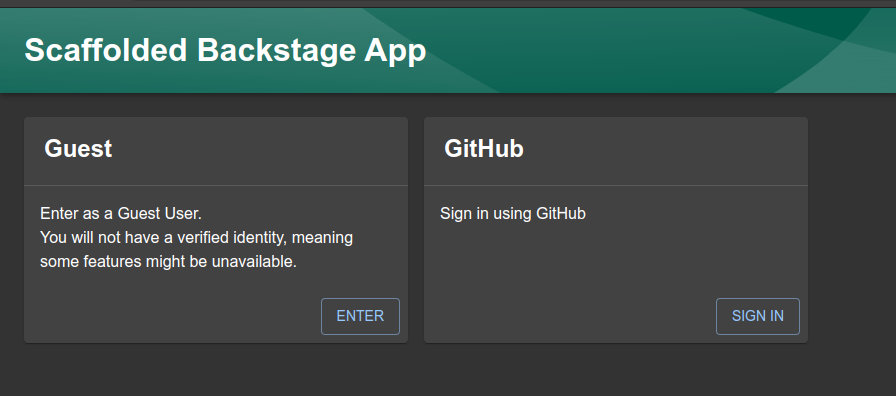 Scaffolded Backstage App
Guest
Enter as a Guest User.
You will not have a verified identity, meaning
some features might be unavailable.
ENTER
GitHub
Sign in using GitHub
SIGN IN